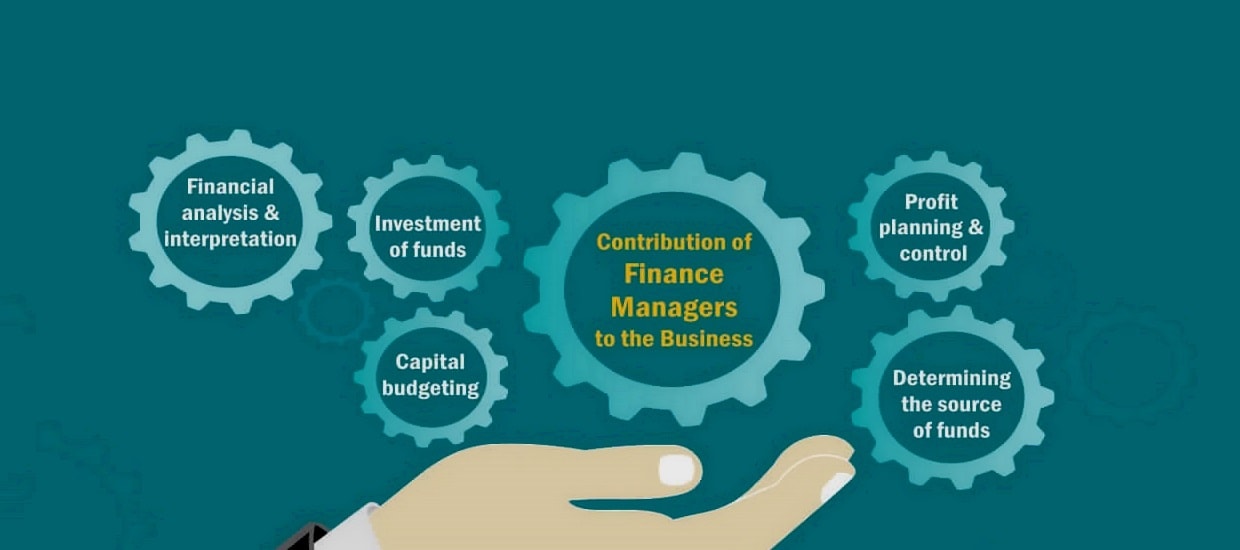 Financial
analysis &
interpretation
Investment
of funds
Capital
budgeting
Contribution of
Finance
Managers
to the Business
Profit
planning &
control
Determining
the source
of funds